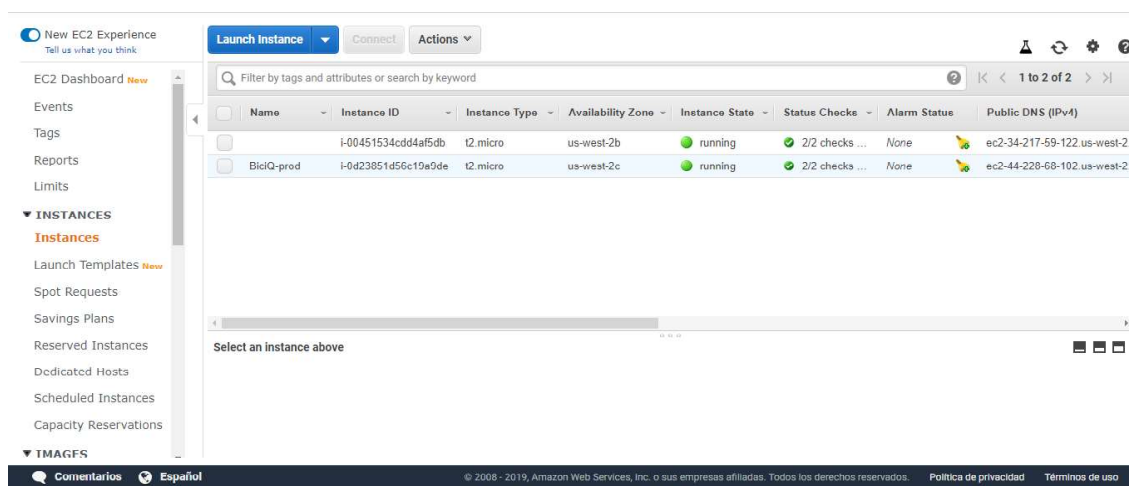 New EC2 Experience
Tell us what you think
EC2 Dashboard New
Events
Tags
Reports
Limits
INSTANCES
Instances
Launch Templates New
Spot Requests
Savings Plans
Reserved Instances
Dedicated Hosts
Scheduled Instances
Capacity Reservations
IMAGES
Launch Instance Connect Actions
Filter by tags and attributes or search by keyword 1 to 2 of 2
Name Instance ID Instance Type Availability Zone Instance State Status Checks Alarm Status Public DNS (IPv4)
i-00451534cdd4af5db t2.micro us-west-2b running 2/2 checks ... None ec2-34-217-59-122.us-west-2
BiciQ-prod i-0d23851d56c19a9de t2.micro us-west-2c running 2/2 checks ... None ec2-44-228-68-102.us-west-2
Select an instance above
Comentarios Español © 2008 - 2019, Amazon Web Services, Inc. o sus empresas afiliadas. Todos los derechos reservados. Política de privacidad Términos de uso